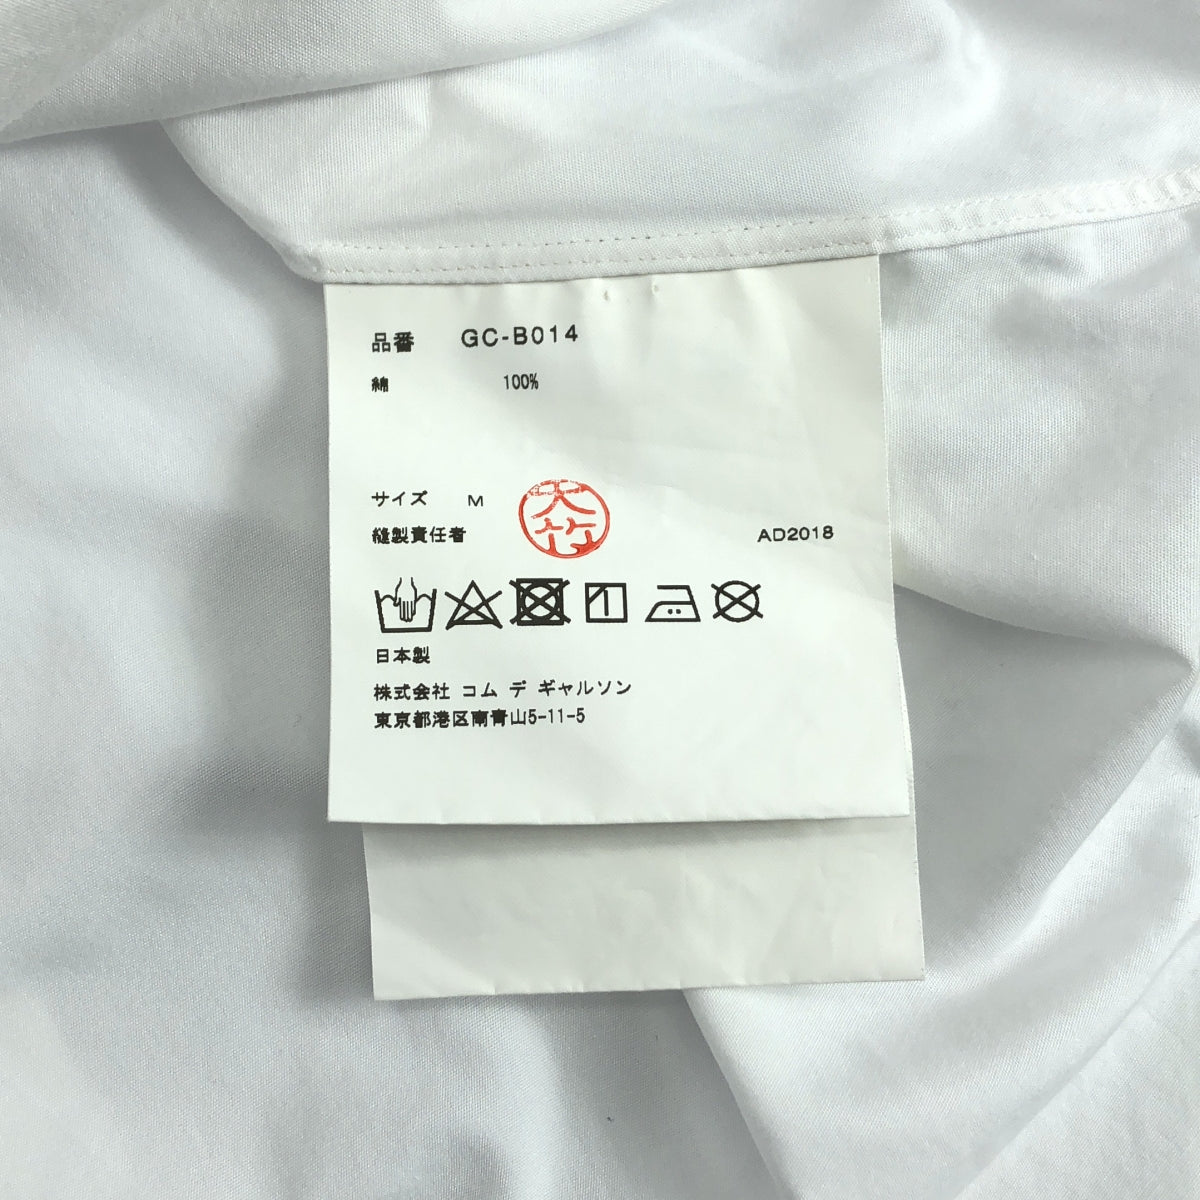 品番 GC-B014
綿 100%
サイズ M
縫製責任者 大竹 AD2018
日本製
株式会社 コム デ ギャルソン
東京都港区南青山5-11-5